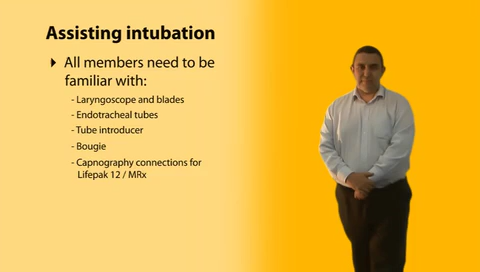 Assisting intubation
All members need to be
familiar with:
- Laryngoscope and blades
- Endotracheal tubes
- Tube introducer
- Bougie
- Capnography connections for
Lifepak 12 / MRx